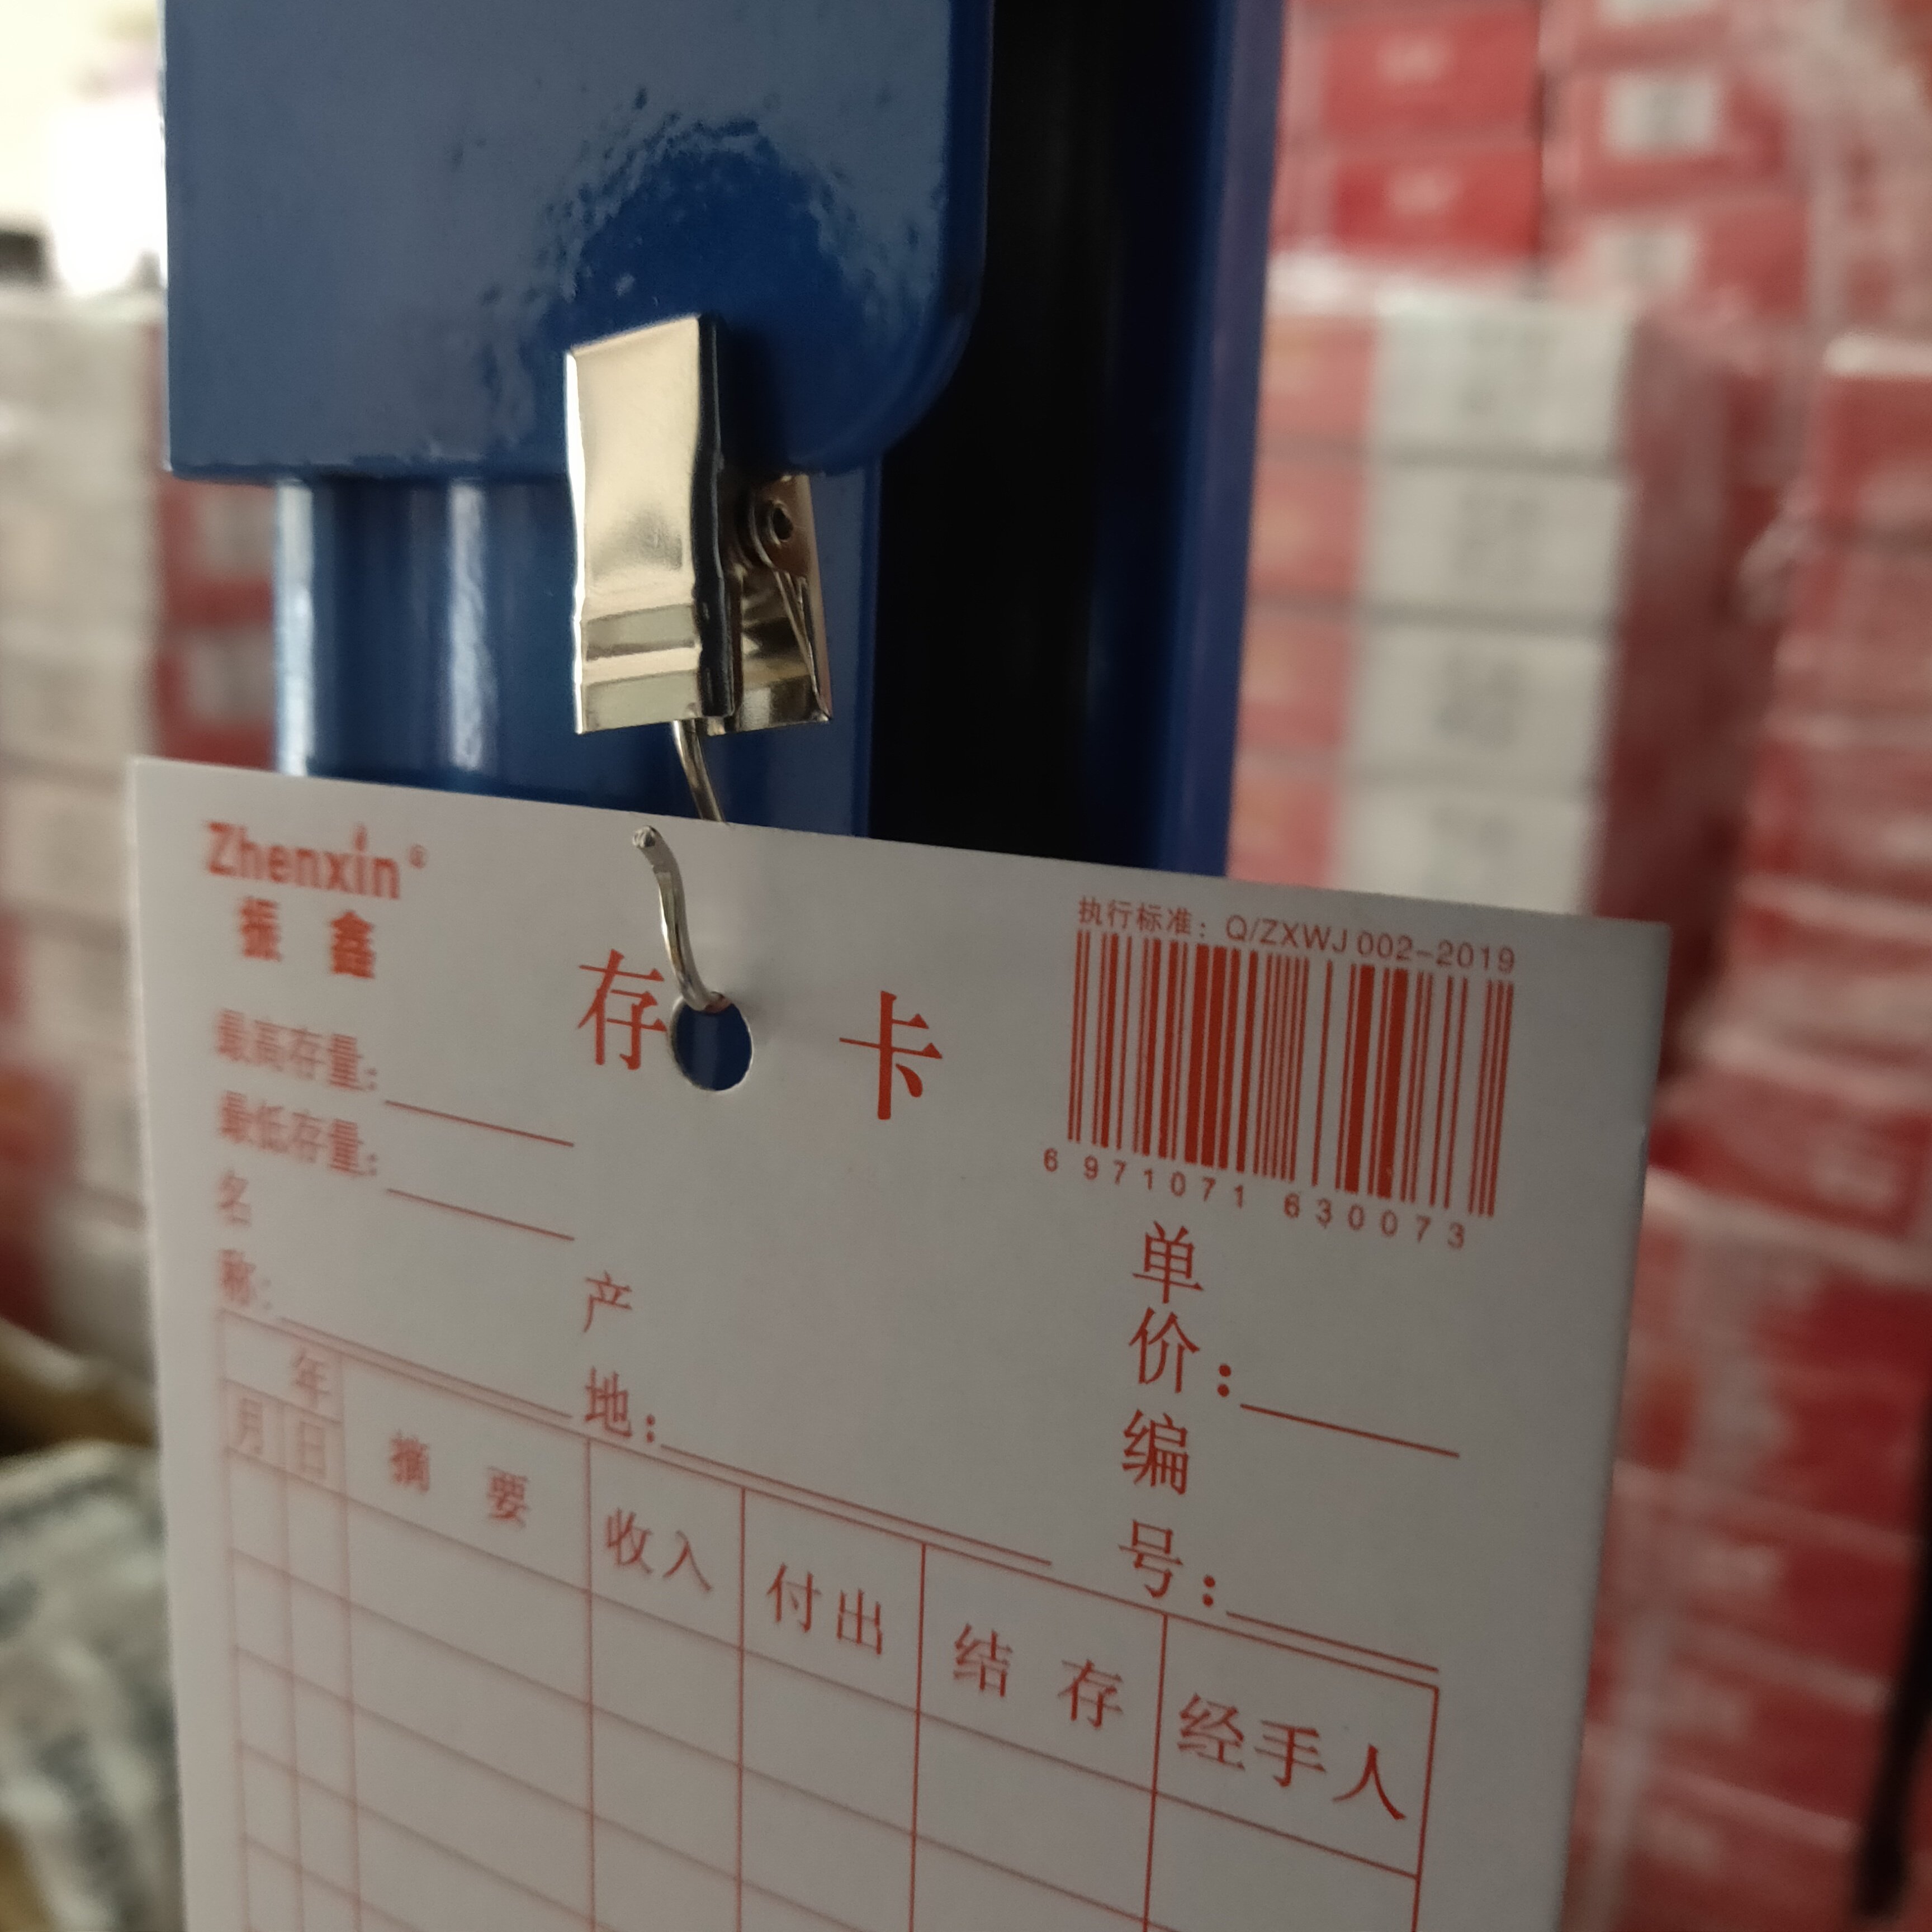 Zhenxin®
振 鑫
存 卡
执行标准：Q/ZXWJ 002-2019
6 971071 630073
最高存量：
最低存量：
名
称：
产
地：
单
价：
编
号：
年
月 日
摘 要
收入
付出
结 存
经手人